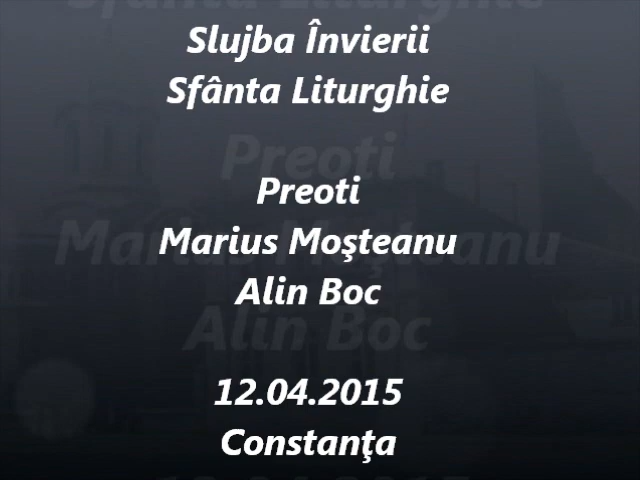 Slujba Învierii
Sfânta Liturghie
Preoti
Marius Moşteanu
Alin Boc
12.04.2015
Constanţa